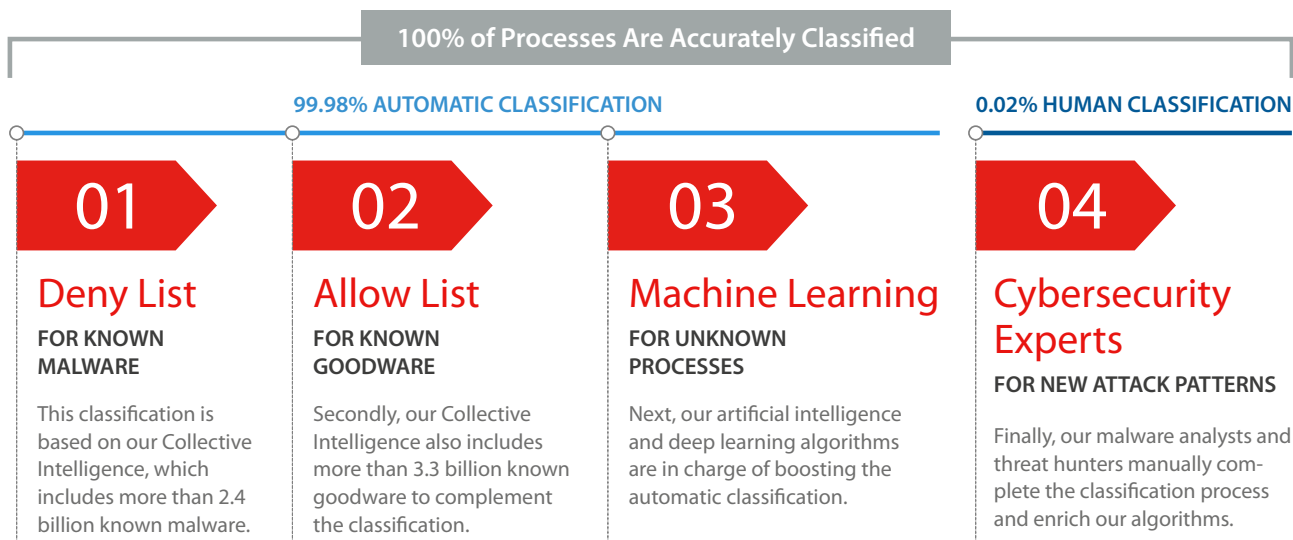 100% of Processes Are Accurately Classified
99.98% AUTOMATIC CLASSIFICATION
0.02% HUMAN CLASSIFICATION
01
Deny List
FOR KNOWN
MALWARE
This classification is
based on our Collective
Intelligence, which
includes more than 2.4
billion known malware.
02
Allow List
FOR KNOWN
GOODWARE
Secondly, our Collective
Intelligence also includes
more than 3.3 billion known
goodware to complement
the classification.
03
Machine Learning
FOR UNKNOWN
PROCESSES
Next, our artificial intelligence
and deep learning algorithms
are in charge of boosting the
automatic classification.
04
Cybersecurity
Experts
FOR NEW ATTACK PATTERNS
Finally, our malware analysts and
threat hunters manually com-
plete the classification process
and enrich our algorithms.